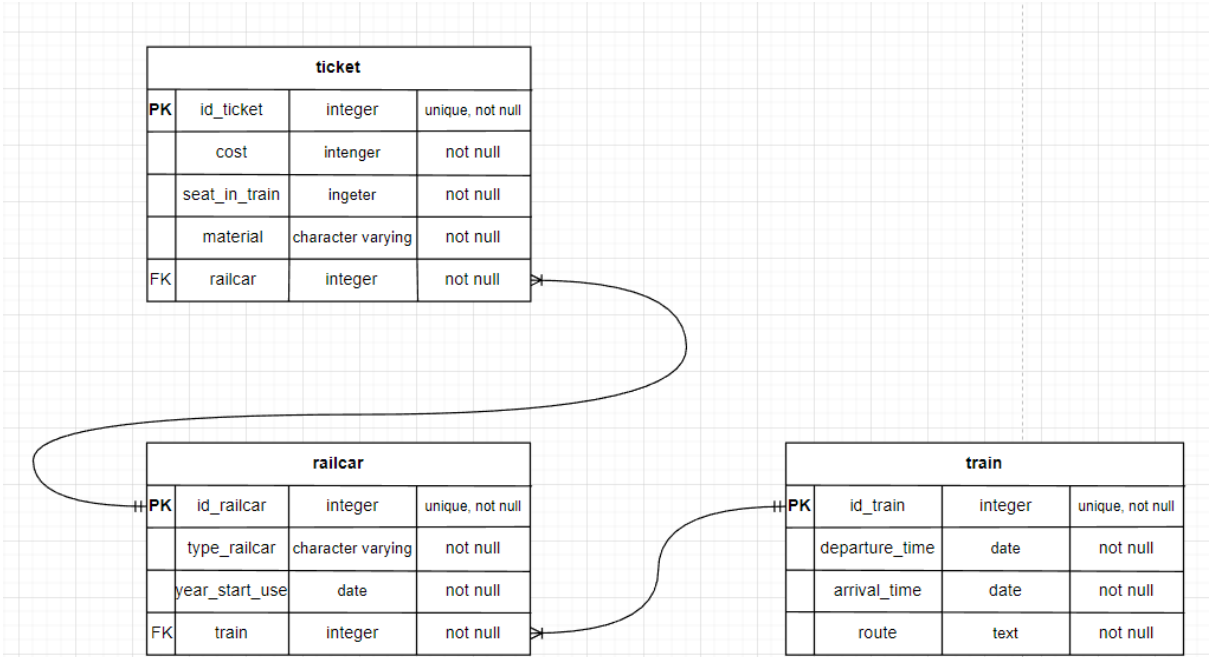 ticket
PK id_ticket integer unique, not null
cost intenger not null
seat_in_train ingeter not null
material character varying not null
FK railcar integer not null
railcar
PK id_railcar integer unique, not null
type_railcar character varying not null
year_start_use date not null
FK train integer not null
train
PK id_train integer unique, not null
departure_time date not null
arrival_time date not null
route text not null